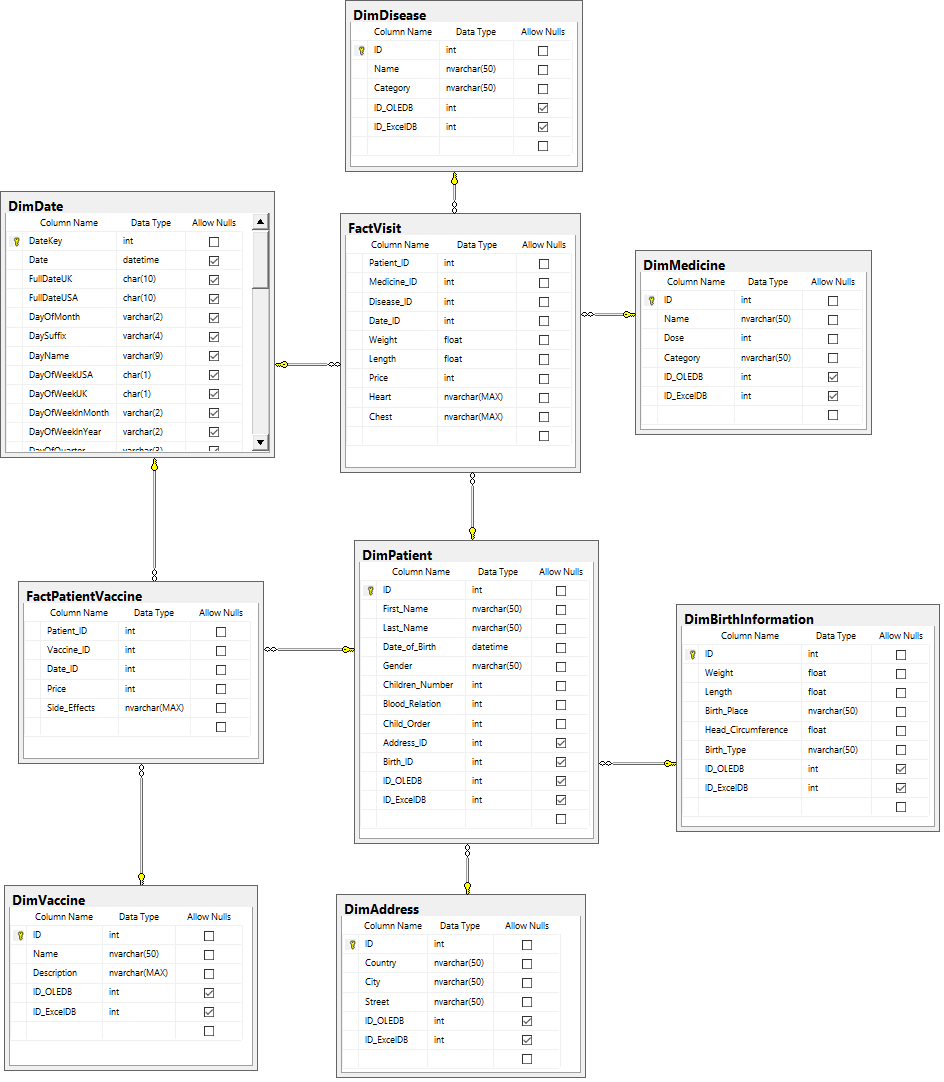 DimDisease
Column Name Data Type Allow Nulls
ID int
Name nvarchar(50)
Category nvarchar(50)
ID_OLEDB int
ID_ExcelDB int
DimDate
Column Name Data Type Allow Nulls
DateKey int
Date datetime
FullDateUK char(10)
FullDateUSA char(10)
DayOfMonth varchar(2)
DaySuffix varchar(4)
DayName varchar(9)
DayOfWeekUSA char(1)
DayOfWeekUK char(1)
DayOfWeekInMonth varchar(2)
DayOfWeekInYear varchar(2)
DayOfQuarter varchar(3)
FactVisit
Column Name Data Type Allow Nulls
Patient_ID int
Medicine_ID int
Disease_ID int
Date_ID int
Weight float
Length float
Price int
Heart nvarchar(MAX)
Chest nvarchar(MAX)
DimMedicine
Column Name Data Type Allow Nulls
ID int
Name nvarchar(50)
Dose int
Category nvarchar(50)
ID_OLEDB int
ID_ExcelDB int
FactPatientVaccine
Column Name Data Type Allow Nulls
Patient_ID int
Vaccine_ID int
Date_ID int
Price int
Side_Effects nvarchar(MAX)
DimPatient
Column Name Data Type Allow Nulls
ID int
First_Name nvarchar(50)
Last_Name nvarchar(50)
Date_of_Birth datetime
Gender nvarchar(50)
Children_Number int
Blood_Relation int
Child_Order int
Address_ID int
Birth_ID int
ID_OLEDB int
ID_ExcelDB int
DimBirthInformation
Column Name Data Type Allow Nulls
ID int
Weight float
Length float
Birth_Place nvarchar(50)
Head_Circumference float
Birth_Type nvarchar(50)
ID_OLEDB int
ID_ExcelDB int
DimVaccine
Column Name Data Type Allow Nulls
ID int
Name nvarchar(50)
Description nvarchar(MAX)
ID_OLEDB int
ID_ExcelDB int
DimAddress
Column Name Data Type Allow Nulls
ID int
Country nvarchar(50)
City nvarchar(50)
Street nvarchar(50)
ID_OLEDB int
ID_ExcelDB int